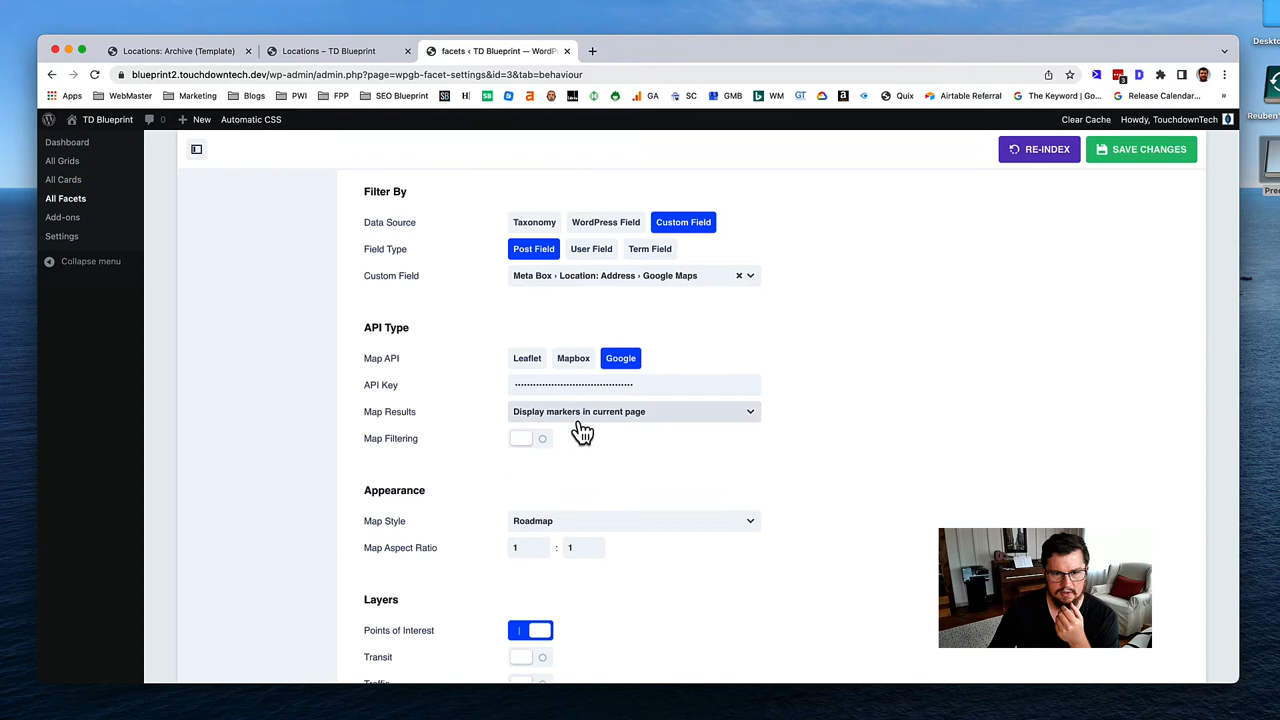 Deskto
Locations: Archive (Template)
Locations – TD Blueprint
facets ‹ TD Blueprint — WordP
blueprint2.touchdowntech.dev/wp-admin/admin.php?page=wpgb-facet-settings&id=3&tab=behaviour
3
Apps WebMaster Marketing Blogs PWI FPP SEO Blueprint GA SC GMB WM Quix Airtable Referral The Keyword | Go... Release Calendar... »
Reuben'
TD Blueprint 0 New Automatic CSS Clear Cache Howdy, TouchdownTech
Dashboard
All Grids
All Cards
All Facets
Add-ons
Settings
Collapse menu
RE-INDEX SAVE CHANGES
Pre
Filter By
Data Source Taxonomy WordPress Field Custom Field
Field Type Post Field User Field Term Field
Custom Field Meta Box › Location: Address › Google Maps
API Type
Map API Leaflet Mapbox Google
API Key
Map Results Display markers in current page
Map Filtering
Appearance
Map Style Roadmap
Map Aspect Ratio 1 : 1
Layers
Points of Interest
Transit
Traffic